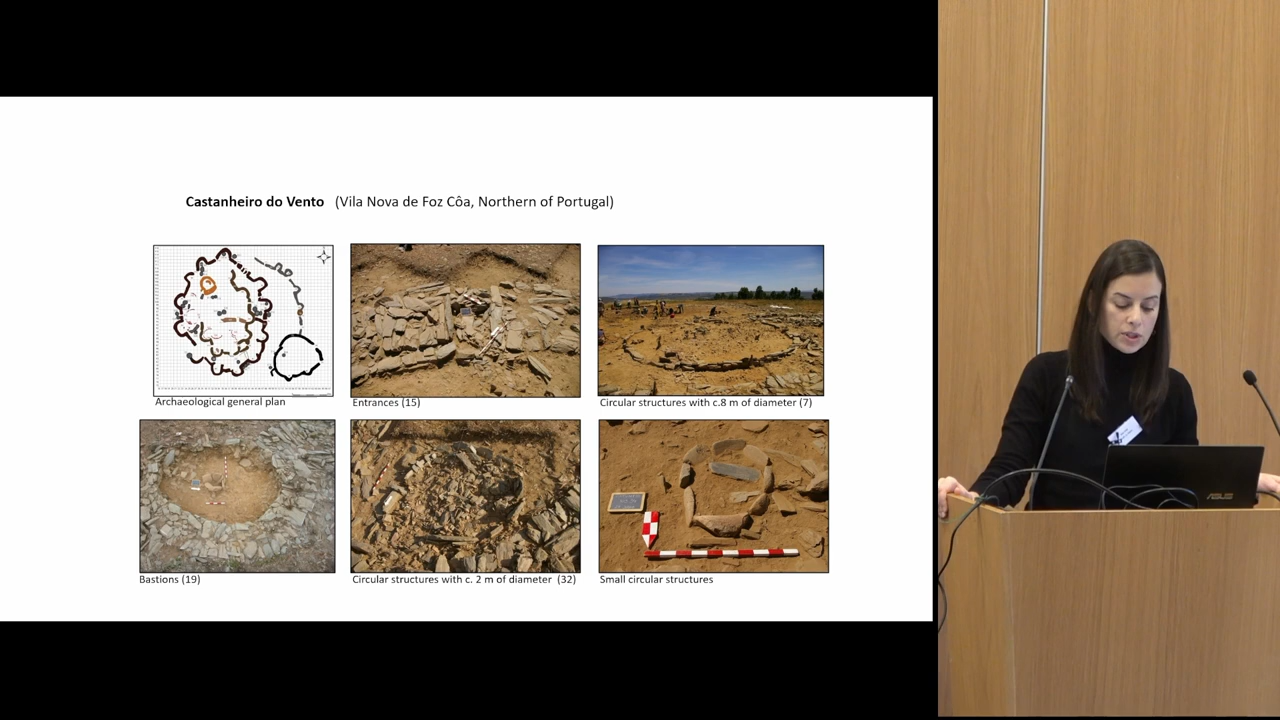 Castanheiro do Vento (Vila Nova de Foz Côa, Northern of Portugal)
Archaeological general plan
Entrances (15)
Circular structures with c.8 m of diameter (7)
Bastions (19)
Circular structures with c. 2 m of diameter (32)
Small circular structures
ASUS